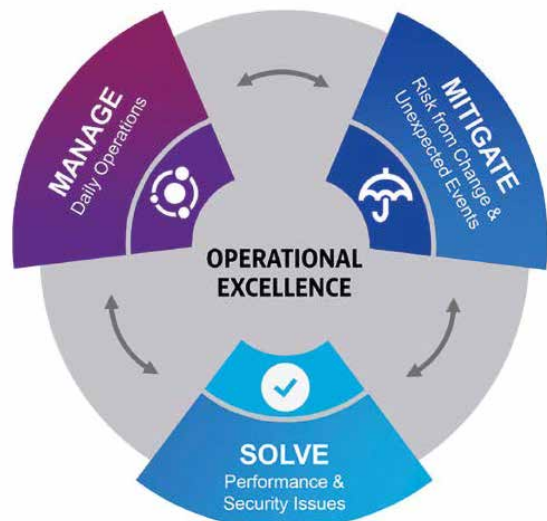 MANAGE
Daily Operations
MITIGATE
Risk from Change &
Unexpected Events
OPERATIONAL
EXCELLENCE
SOLVE
Performance &
Security Issues